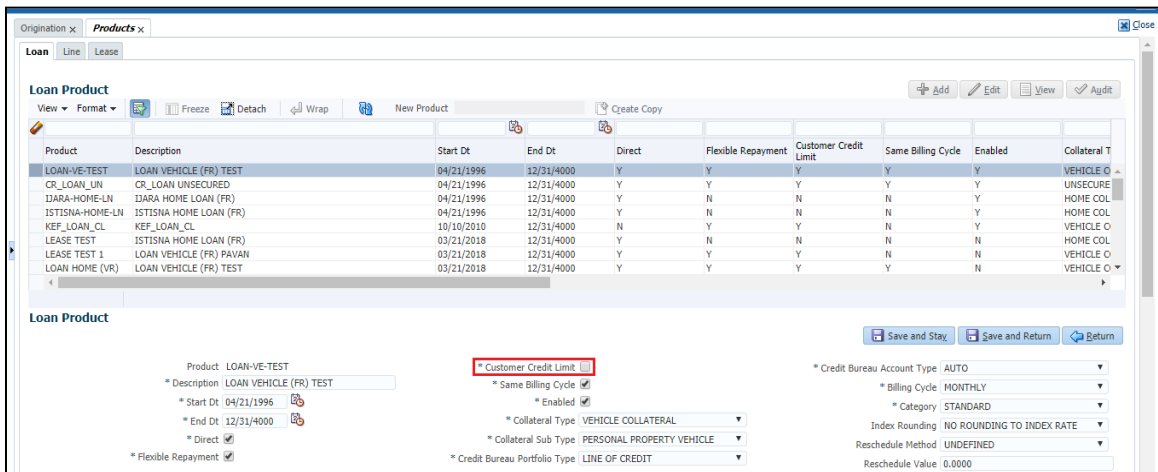 Origination x Products x Close
Loan Line Lease
Loan Product Add Edit View Audit
View Format Freeze Detach Wrap New Product Create Copy
Product Description Start Dt End Dt Direct Flexible Repayment Customer Credit Limit Same Billing Cycle Enabled Collateral T
LOAN-VE-TEST LOAN VEHICLE (FR) TEST 04/21/1996 12/31/4000 Y Y Y Y Y VEHICLE C
CR_LOAN_UN CR_LOAN UNSECURED 04/21/1996 12/31/4000 Y Y Y Y Y UNSECURE
IJARA-HOME-LN IJARA HOME LOAN (FR) 04/21/1996 12/31/4000 Y N N N Y HOME COL
ISTISNA-HOME-LN ISTISNA HOME LOAN (FR) 04/21/1996 12/31/4000 Y N N N Y HOME COL
KEF_LOAN_CL KEF_LOAN_CL 10/10/2010 12/31/4000 N Y Y N Y VEHICLE C
LEASE TEST ISTISNA HOME LOAN (FR) 03/21/2018 12/31/4000 Y N N N N HOME COL
LEASE TEST 1 LOAN VEHICLE (FR) PAVAN 03/21/2018 12/31/4000 Y Y Y N N VEHICLE C
LOAN HOME (VR) LOAN VEHICLE (FR) TEST 03/21/2018 12/31/4000 Y Y Y Y N VEHICLE C
Loan Product
Save and Stay Save and Return Return
Product LOAN-VE-TEST * Customer Credit Limit * Credit Bureau Account Type AUTO
* Description LOAN VEHICLE (FR) TEST * Same Billing Cycle * Billing Cycle MONTHLY
* Start Dt 04/21/1996 * Enabled * Category STANDARD
* End Dt 12/31/4000 * Collateral Type VEHICLE COLLATERAL Index Rounding NO ROUNDING TO INDEX RATE
* Direct * Collateral Sub Type PERSONAL PROPERTY VEHICLE Reschedule Method UNDEFINED
* Flexible Repayment * Credit Bureau Portfolio Type LINE OF CREDIT Reschedule Value 0.0000